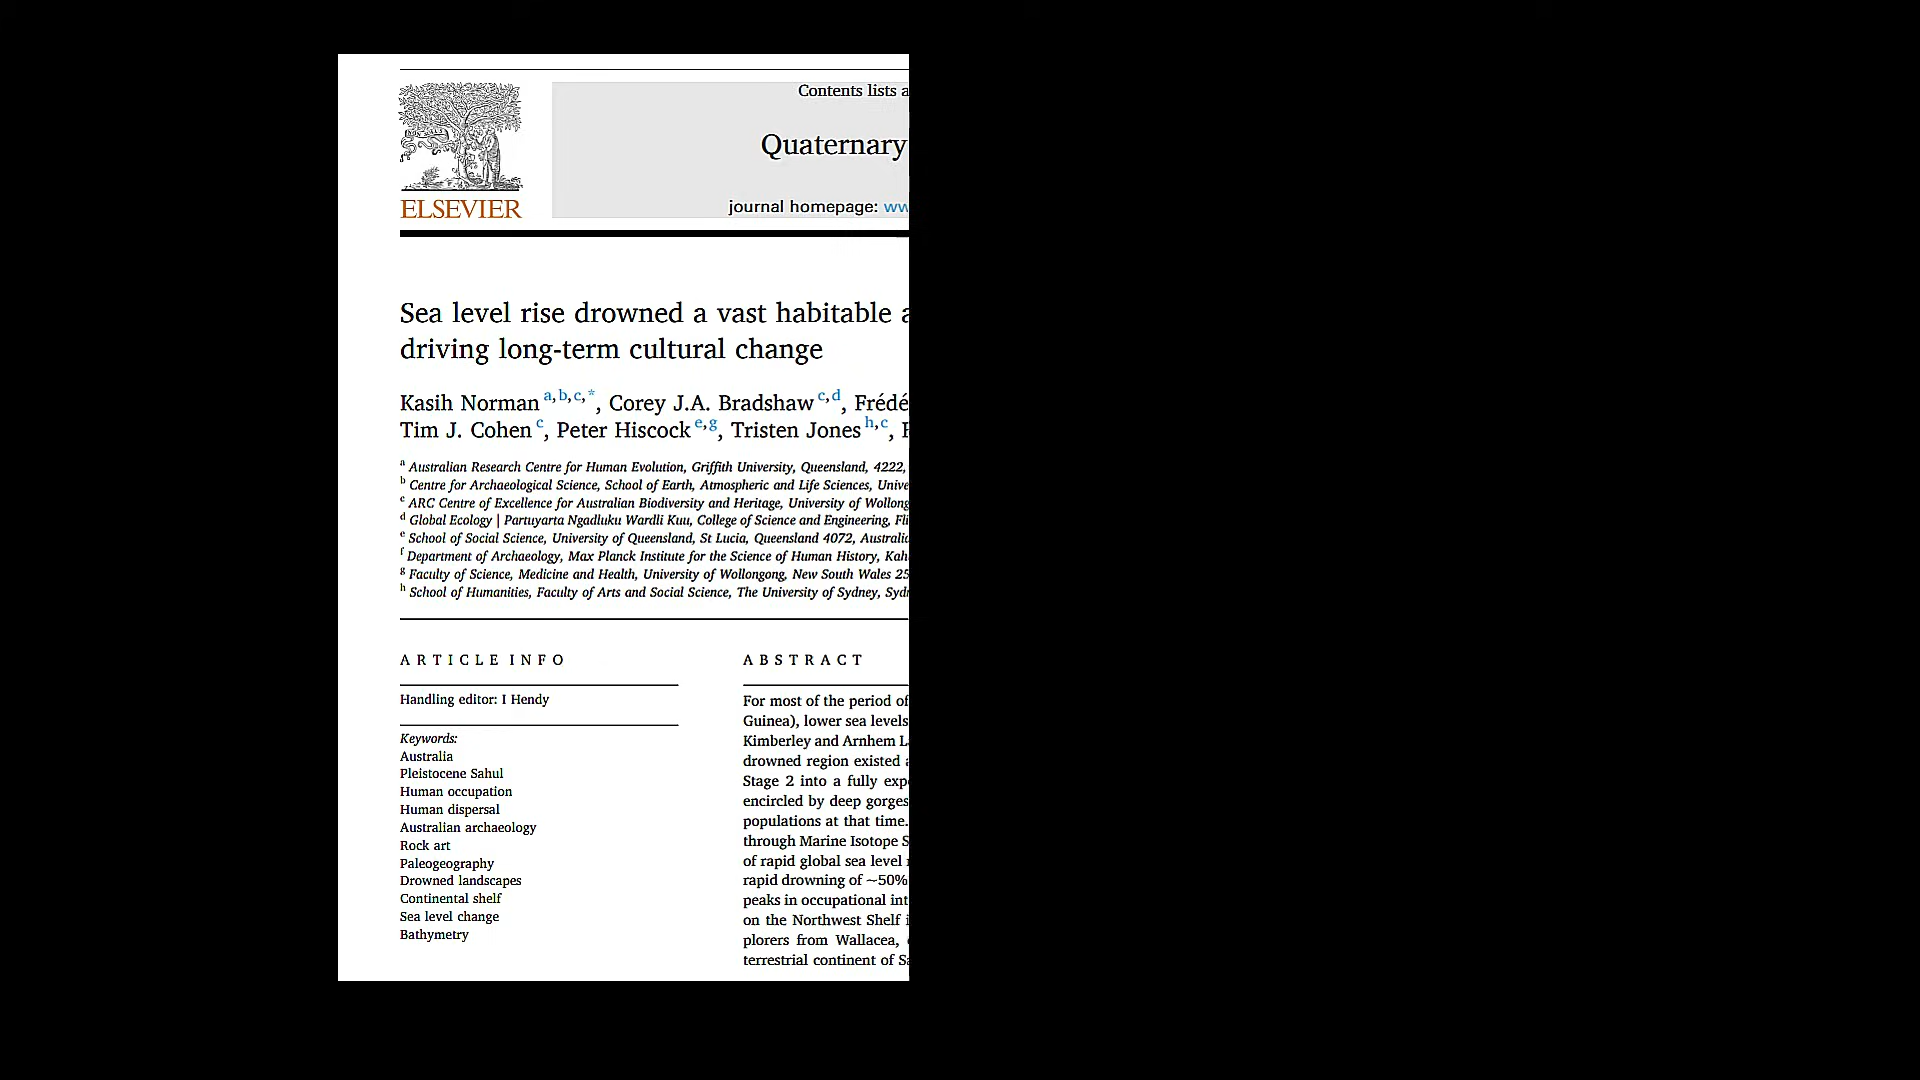 Contents lists a
Quaternary
journal homepage: ww
ELSEVIER
Sea level rise drowned a vast habitable a
driving long-term cultural change
Kasih Norman a,b,c,*, Corey J.A. Bradshaw c,d, Frédé
Tim J. Cohen c, Peter Hiscock e,g, Tristen Jones h,c,
a Australian Research Centre for Human Evolution, Griffith University, Queensland, 4222,
b Centre for Archaeological Science, School of Earth, Atmospheric and Life Sciences, Unive
c ARC Centre of Excellence for Australian Biodiversity and Heritage, University of Wollong
d Global Ecology | Partuyarta Ngadluku Wardli Kuu, College of Science and Engineering, Fli
e School of Social Science, University of Queensland, St Lucia, Queensland 4072, Australia
f Department of Archaeology, Max Planck Institute for the Science of Human History, Kah
g Faculty of Science, Medicine and Health, University of Wollongong, New South Wales 25
h School of Humanities, Faculty of Arts and Social Science, The University of Sydney, Sydn
ARTICLE INFO
Handling editor: I Hendy
Keywords:
Australia
Pleistocene Sahul
Human occupation
Human dispersal
Australian archaeology
Rock art
Paleogeography
Drowned landscapes
Continental shelf
Sea level change
Bathymetry
ABSTRACT
For most of the period of
Guinea), lower sea levels
Kimberley and Arnhem L
drowned region existed a
Stage 2 into a fully exp
encircled by deep gorges
populations at that time.
through Marine Isotope S
of rapid global sea level
rapid drowning of ~50%
peaks in occupational int
on the Northwest Shelf i
plorers from Wallacea,
terrestrial continent of Sa